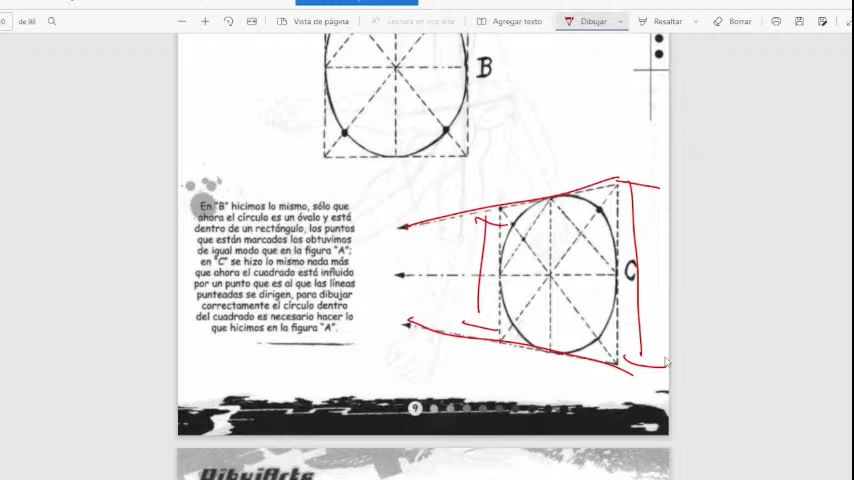 de 98
Vista de página
Lectura en voz alta
Agregar texto
Dibujar
Resaltar
Borrar
B
En "B" hicimos lo mismo, sólo que
ahora el círculo es un óvalo y está
dentro de un rectángulo, los puntos
que están marcados los obtuvimos
de igual modo que en la figura "A";
en "C" se hizo lo mismo nada más
que ahora el cuadrado está influido
por un punto que es al que las líneas
punteadas se dirigen, para dibujar
correctamente el círculo dentro
del cuadrado es necesario hacer lo
que hicimos en la figura "A".
C
9
DibujArte